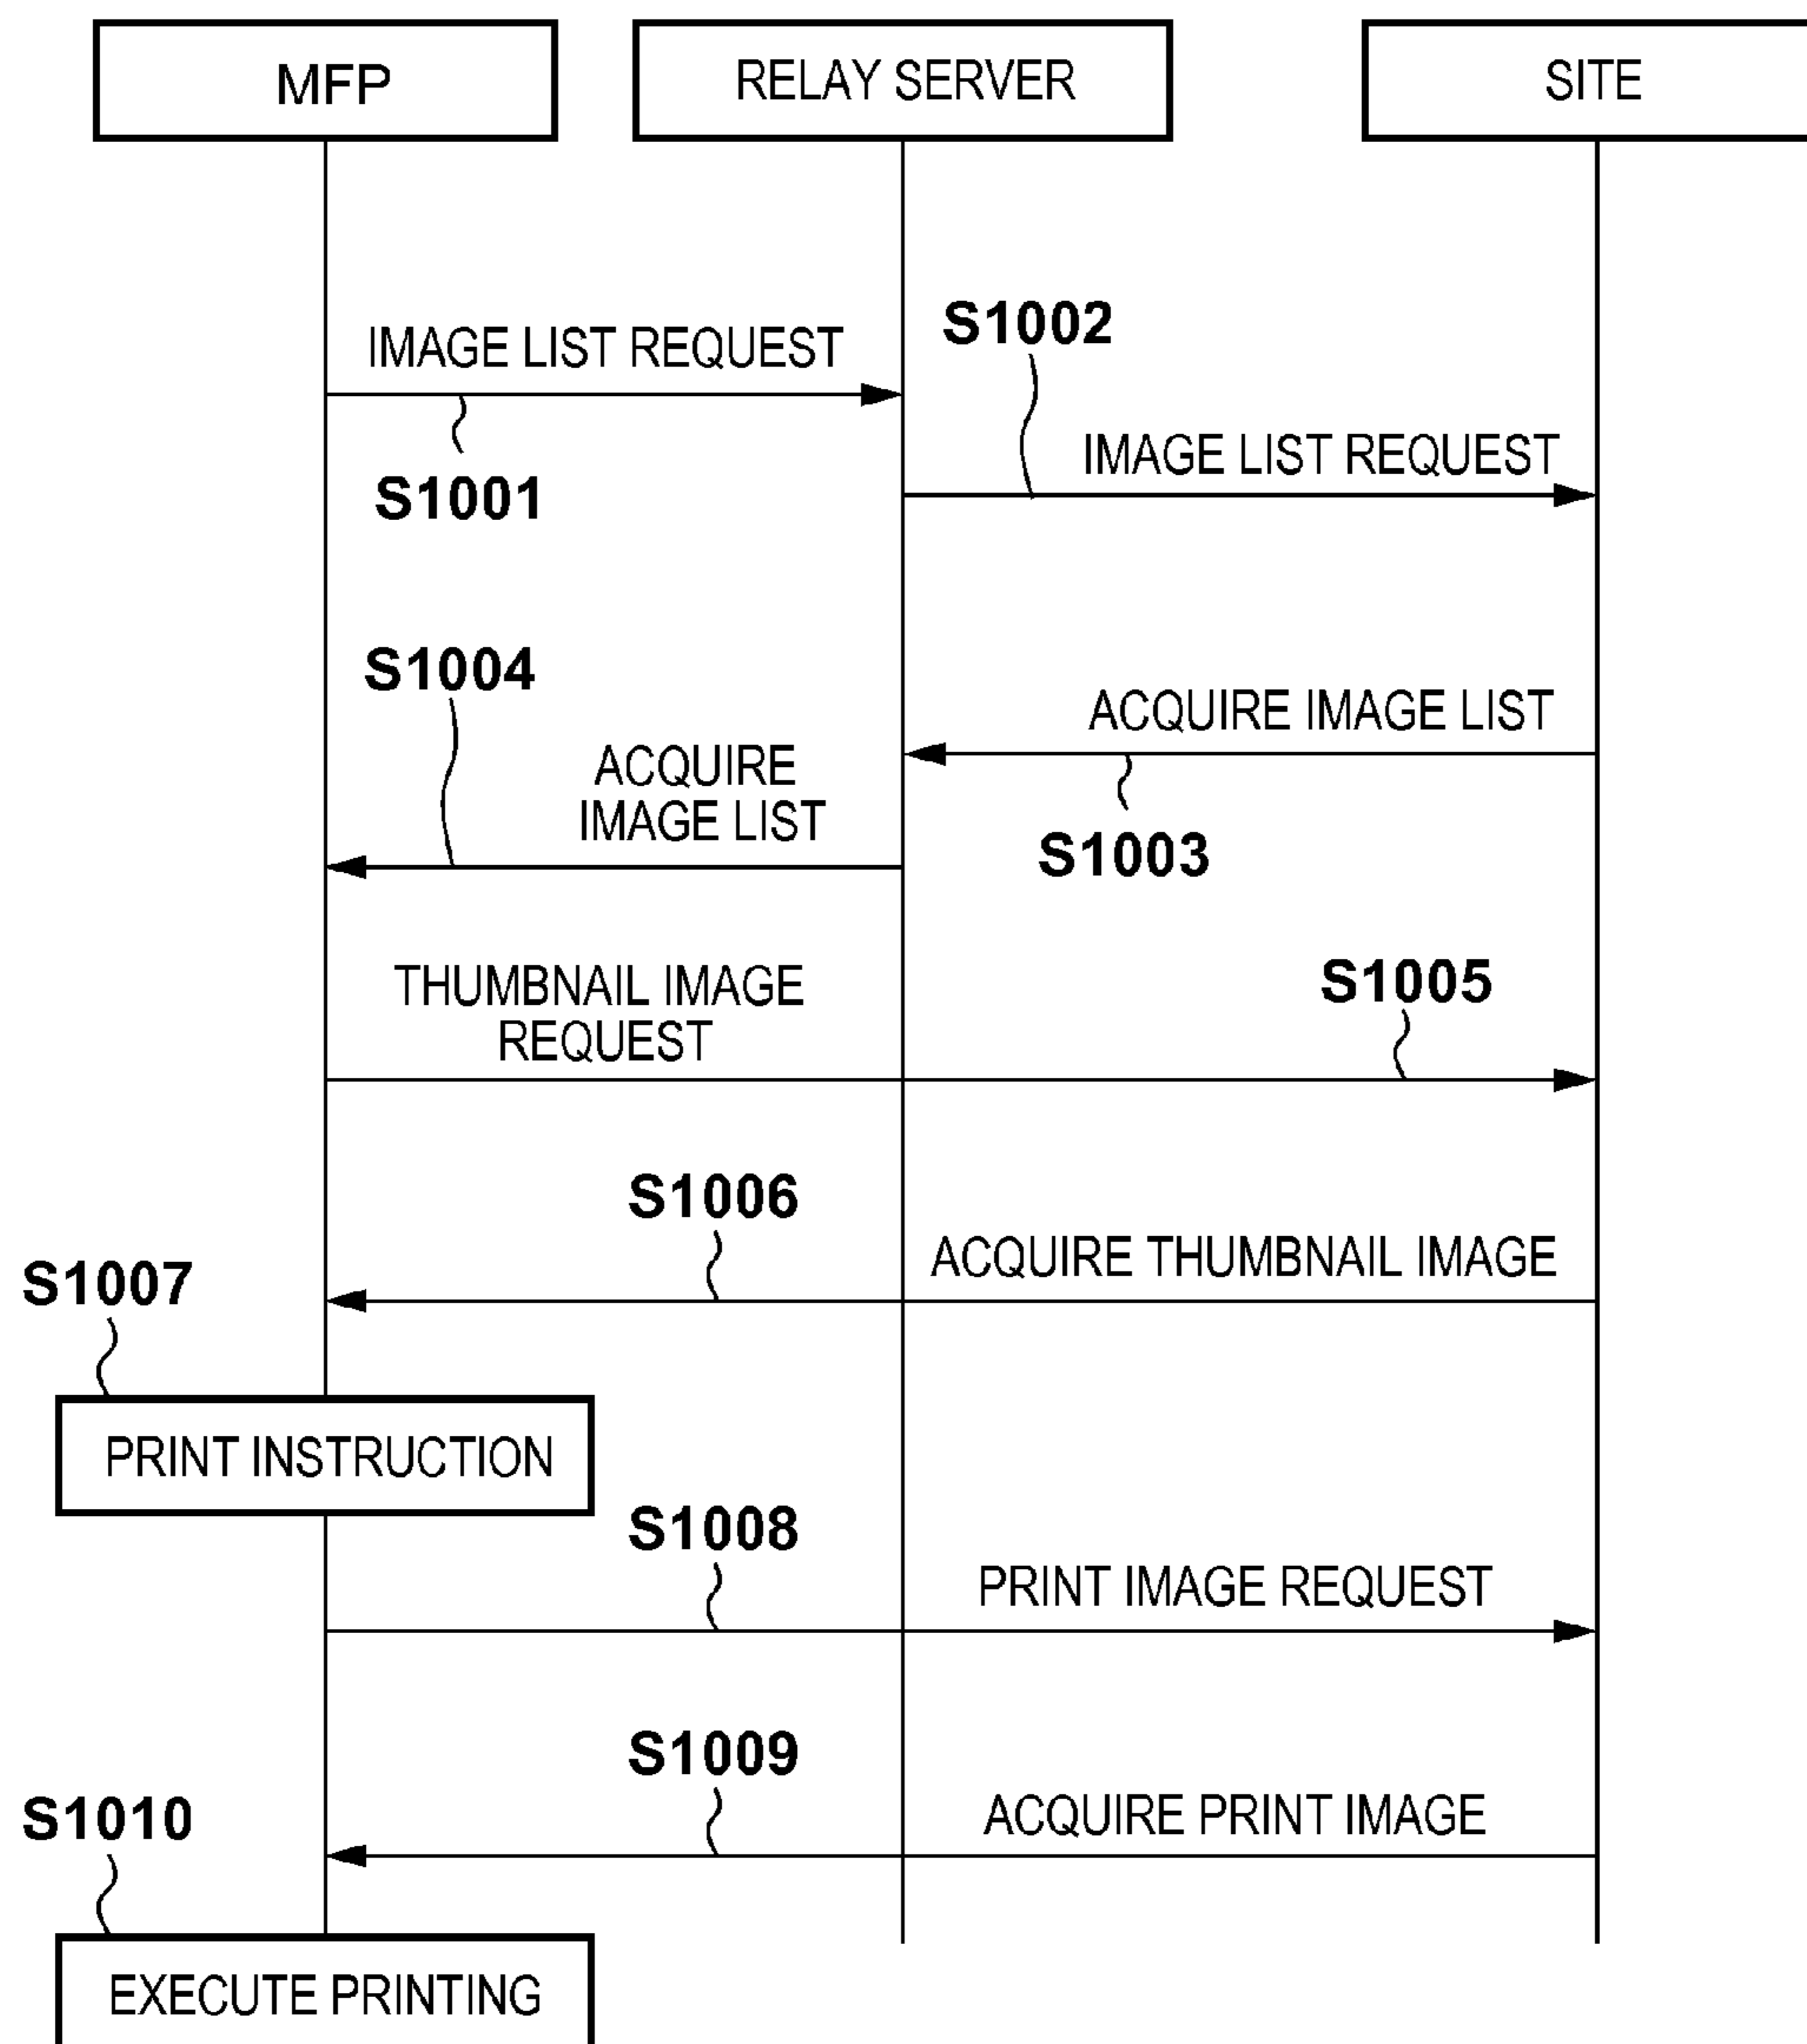 MFP
RELAY SERVER
SITE
IMAGE LIST REQUEST
S1001
S1002
IMAGE LIST REQUEST
ACQUIRE IMAGE LIST
S1003
S1004
ACQUIRE
IMAGE LIST
THUMBNAIL IMAGE
REQUEST
S1005
S1006
ACQUIRE THUMBNAIL IMAGE
S1007
PRINT INSTRUCTION
S1008
PRINT IMAGE REQUEST
S1009
ACQUIRE PRINT IMAGE
S1010
EXECUTE PRINTING